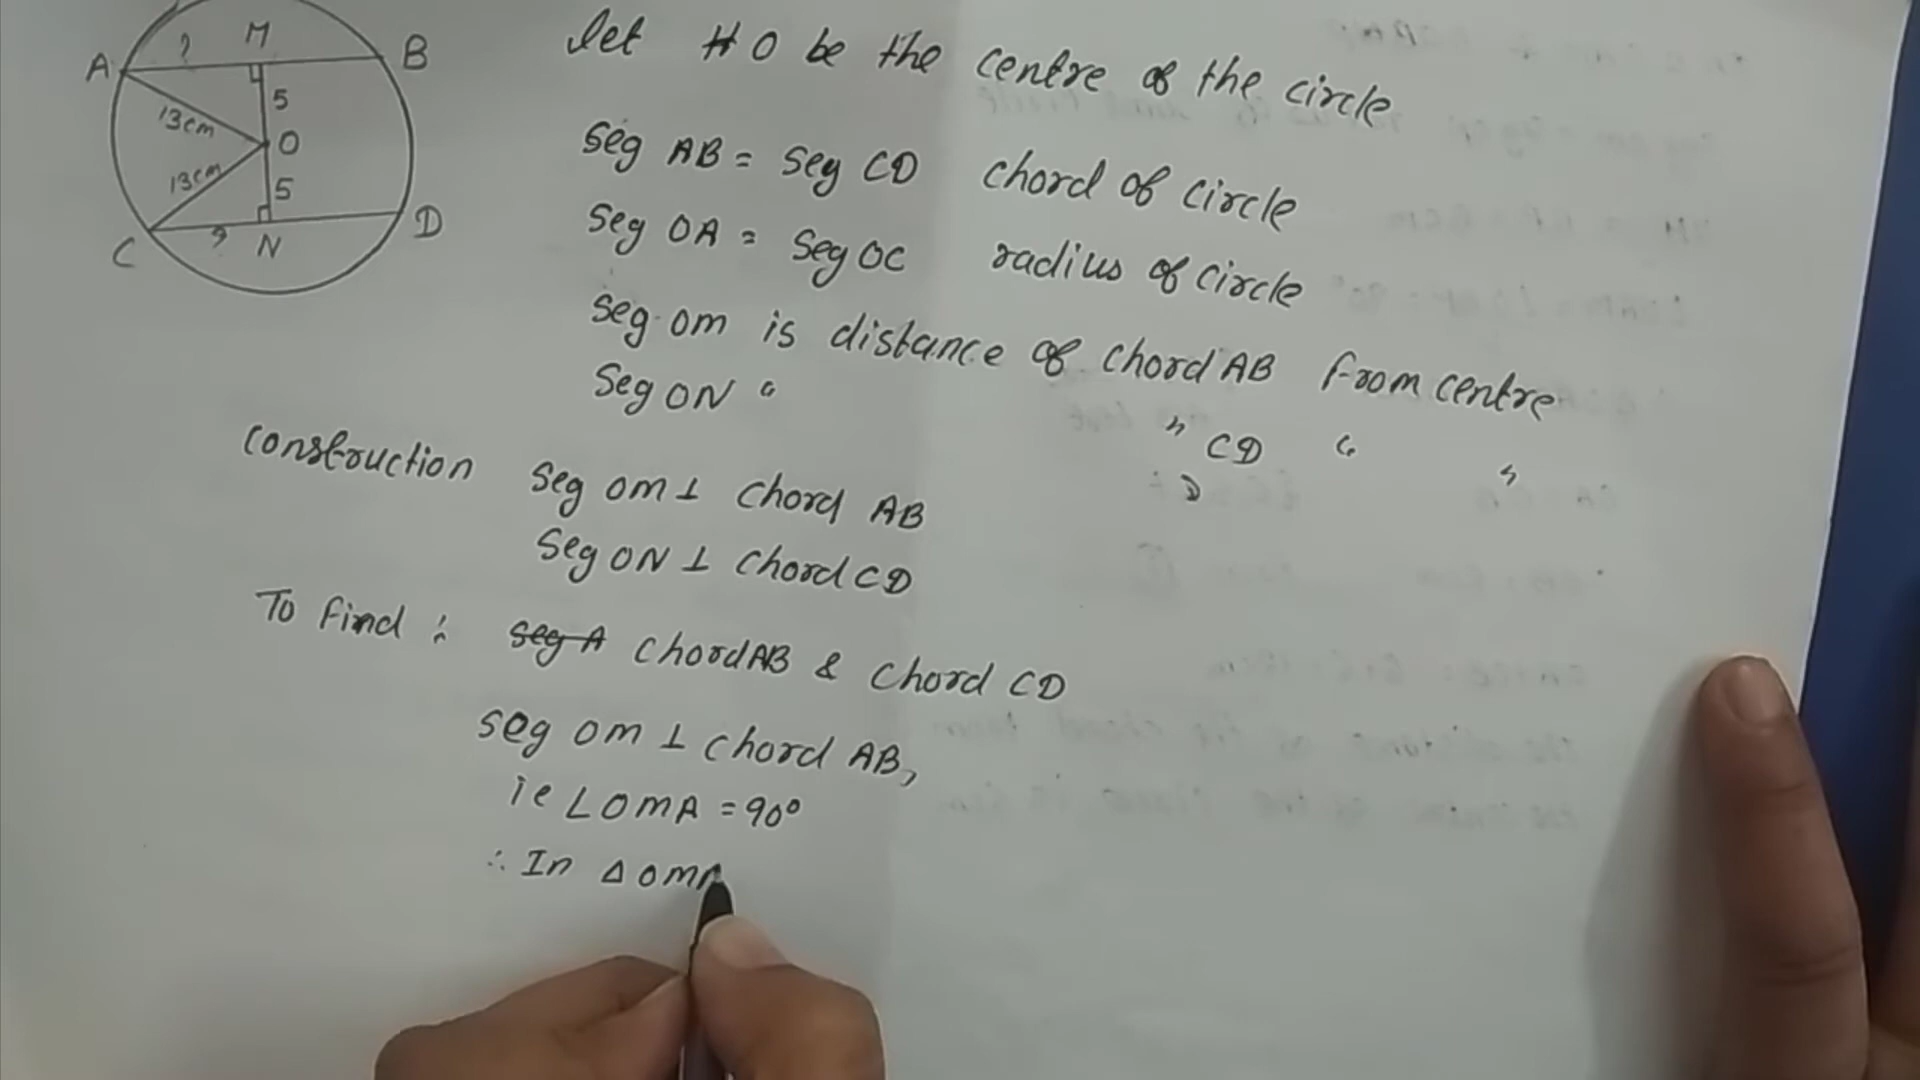 M
? 
A
B
5
13cm
O
13cm
5
C
?
N
D
let H O be the centre of the circle
seg AB = seg CD chord of circle
seg OA = seg OC radius of circle
seg om is distance of chord AB from centre
seg ON " " CD " "
D
construction seg om ⊥ chord AB
seg ON ⊥ chord CD
To find : seg A chord AB & chord CD
seg om ⊥ chord AB,
ie ∠OMA = 90°
∴ In Δ OMA